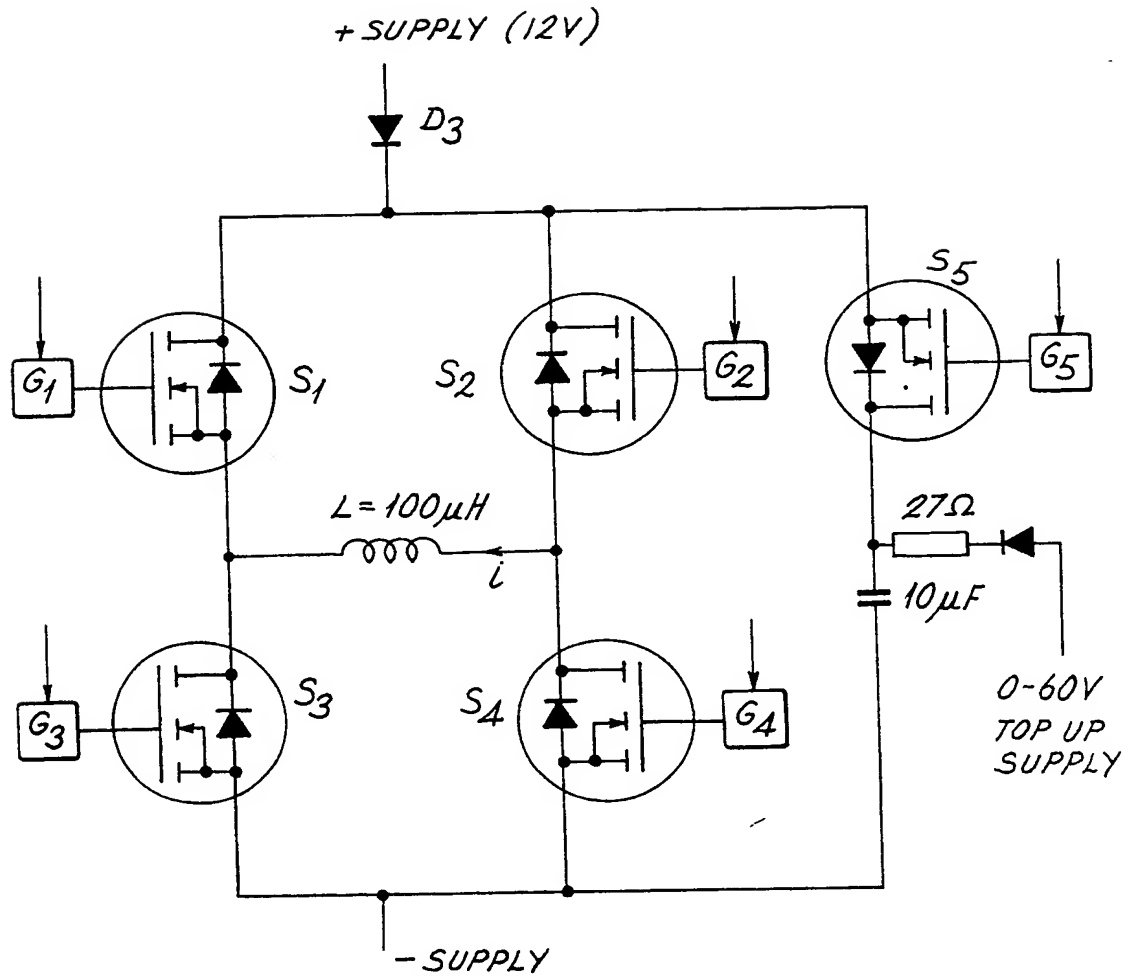 + SUPPLY (12V)
D3
S5
G1
S1
S2
G2
G5
L = 100μH
i
27Ω
10μF
G3
S3
S4
G4
0-60V
TOP UP
SUPPLY
- SUPPLY